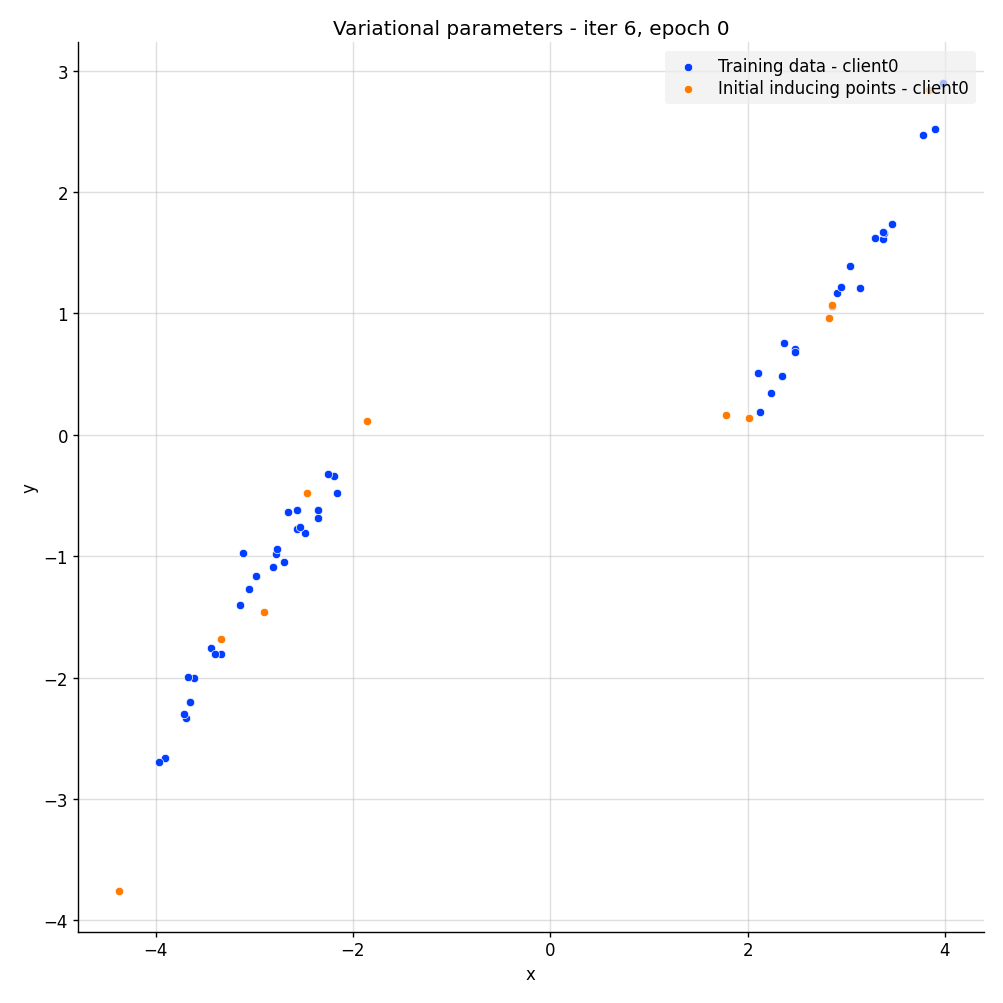 Variational parameters - iter 6, epoch 0
Training data - client0
Initial inducing points - client0
3
2
1
0
−1
−2
−3
−4
y
−4
−2
0
2
4
x